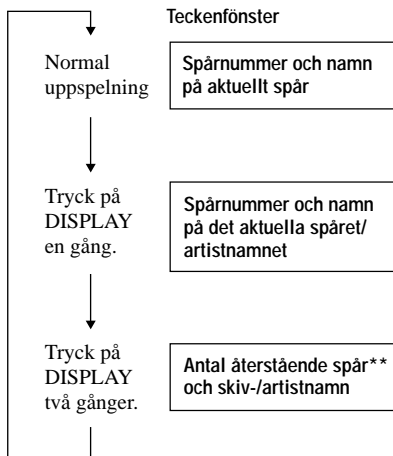 Teckenfönster
Normal
uppspelning
Spårnummer och namn
på aktuellt spår
Tryck på
DISPLAY
en gång.
Spårnummer och namn
på det aktuella spåret/
artistnamnet
Tryck på
DISPLAY
två gånger.
Antal återstående spår**
och skiv-/artistnamn